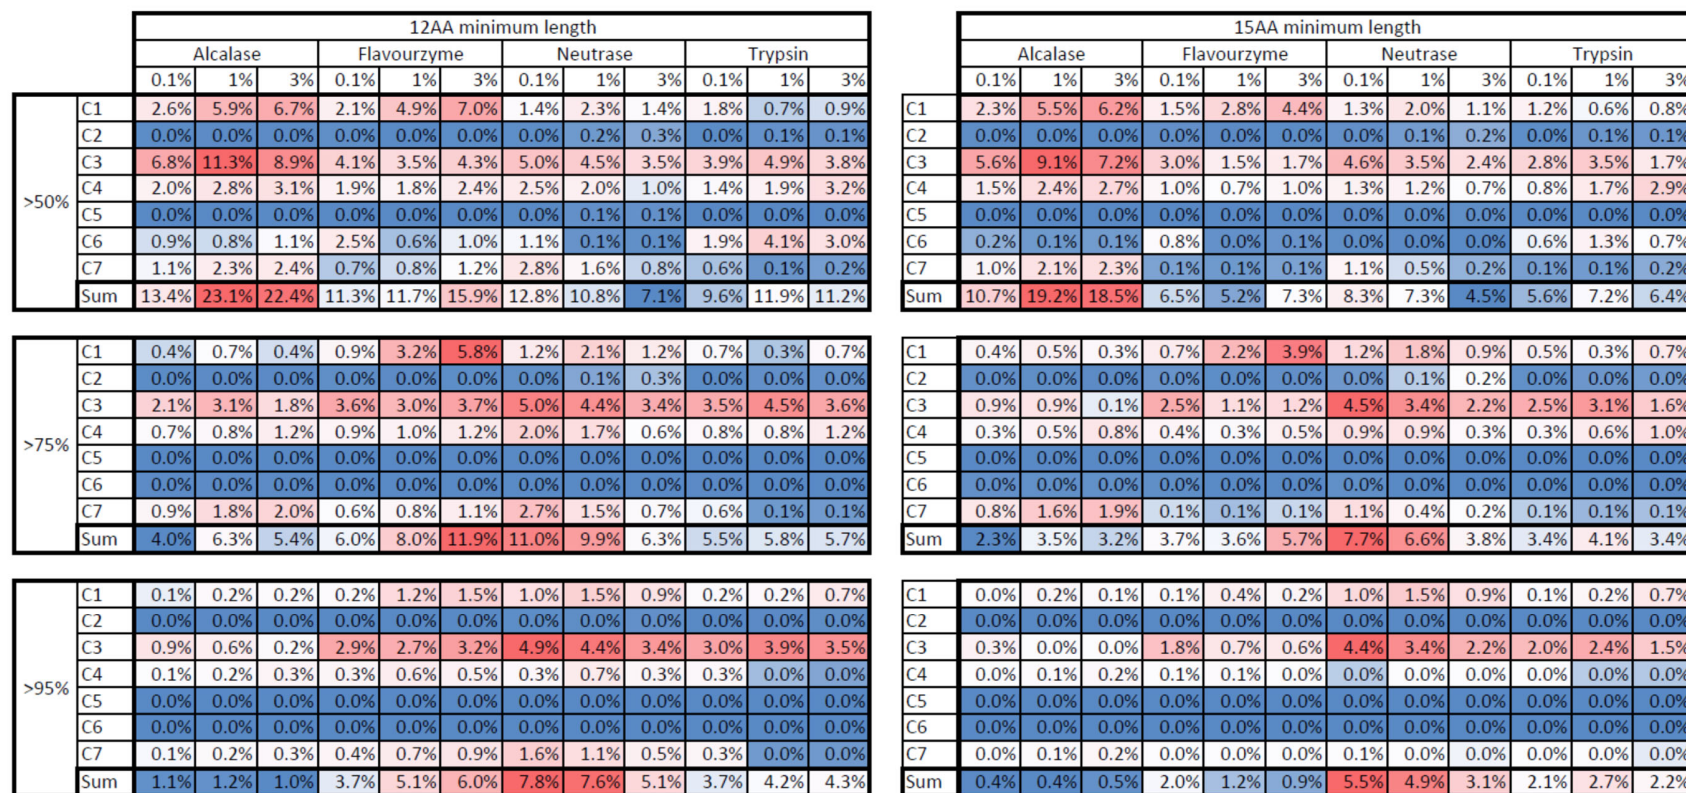 12AA minimum length 15AA minimum length
Alcalase Flavourzyme Neutrase Trypsin Alcalase Flavourzyme Neutrase Trypsin
0.1% 1% 3% 0.1% 1% 3% 0.1% 1% 3% 0.1% 1% 3% 0.1% 1% 3% 0.1% 1% 3% 0.1% 1% 3% 0.1% 1% 3%
C1 2.6% 5.9% 6.7% 2.1% 4.9% 7.0% 1.4% 2.3% 1.4% 1.8% 0.7% 0.9% C1 2.3% 5.5% 6.2% 1.5% 2.8% 4.4% 1.3% 2.0% 1.1% 1.2% 0.6% 0.8%
C2 0.0% 0.0% 0.0% 0.0% 0.0% 0.0% 0.0% 0.2% 0.3% 0.0% 0.1% 0.1% C2 0.0% 0.0% 0.0% 0.0% 0.0% 0.0% 0.0% 0.1% 0.2% 0.0% 0.1% 0.1%
C3 6.8% 11.3% 8.9% 4.1% 3.5% 4.3% 5.0% 4.5% 3.5% 3.9% 4.9% 3.8% C3 5.6% 9.1% 7.2% 3.0% 1.5% 1.7% 4.6% 3.5% 2.4% 2.8% 3.5% 1.7%
>50% C4 2.0% 2.8% 3.1% 1.9% 1.8% 2.4% 2.5% 2.0% 1.0% 1.4% 1.9% 3.2% C4 1.5% 2.4% 2.7% 1.0% 0.7% 1.0% 1.3% 1.2% 0.7% 0.8% 1.7% 2.9%
C5 0.0% 0.0% 0.0% 0.0% 0.0% 0.0% 0.0% 0.1% 0.1% 0.0% 0.0% 0.0% C5 0.0% 0.0% 0.0% 0.0% 0.0% 0.0% 0.0% 0.0% 0.0% 0.0% 0.0% 0.0%
C6 0.9% 0.8% 1.1% 2.5% 0.6% 1.0% 1.1% 0.1% 0.1% 1.9% 4.1% 3.0% C6 0.2% 0.1% 0.1% 0.8% 0.0% 0.1% 0.0% 0.0% 0.0% 0.6% 1.3% 0.7%
C7 1.1% 2.3% 2.4% 0.7% 0.8% 1.2% 2.8% 1.6% 0.8% 0.6% 0.1% 0.2% C7 1.0% 2.1% 2.3% 0.1% 0.1% 0.1% 1.1% 0.5% 0.2% 0.1% 0.1% 0.2%
Sum 13.4% 23.1% 22.4% 11.3% 11.7% 15.9% 12.8% 10.8% 7.1% 9.6% 11.9% 11.2% Sum 10.7% 19.2% 18.5% 6.5% 5.2% 7.3% 8.3% 7.3% 4.5% 5.6% 7.2% 6.4%
C1 0.4% 0.7% 0.4% 0.9% 3.2% 5.8% 1.2% 2.1% 1.2% 0.7% 0.3% 0.7% C1 0.4% 0.5% 0.3% 0.7% 2.2% 3.9% 1.2% 1.8% 0.9% 0.5% 0.3% 0.7%
C2 0.0% 0.0% 0.0% 0.0% 0.0% 0.0% 0.0% 0.1% 0.3% 0.0% 0.0% 0.0% C2 0.0% 0.0% 0.0% 0.0% 0.0% 0.0% 0.0% 0.1% 0.2% 0.0% 0.0% 0.0%
C3 2.1% 3.1% 1.8% 3.6% 3.0% 3.7% 5.0% 4.4% 3.4% 3.5% 4.5% 3.6% C3 0.9% 0.9% 0.1% 2.5% 1.1% 1.2% 4.5% 3.4% 2.2% 2.5% 3.1% 1.6%
>75% C4 0.7% 0.8% 1.2% 0.9% 1.0% 1.2% 2.0% 1.7% 0.6% 0.8% 0.8% 1.2% C4 0.3% 0.5% 0.8% 0.4% 0.3% 0.5% 0.9% 0.9% 0.3% 0.3% 0.6% 1.0%
C5 0.0% 0.0% 0.0% 0.0% 0.0% 0.0% 0.0% 0.0% 0.0% 0.0% 0.0% 0.0% C5 0.0% 0.0% 0.0% 0.0% 0.0% 0.0% 0.0% 0.0% 0.0% 0.0% 0.0% 0.0%
C6 0.0% 0.0% 0.0% 0.0% 0.0% 0.0% 0.0% 0.0% 0.0% 0.0% 0.0% 0.0% C6 0.0% 0.0% 0.0% 0.0% 0.0% 0.0% 0.0% 0.0% 0.0% 0.0% 0.0% 0.0%
C7 0.9% 1.8% 2.0% 0.6% 0.8% 1.1% 2.7% 1.5% 0.7% 0.6% 0.1% 0.1% C7 0.8% 1.6% 1.9% 0.1% 0.1% 0.1% 1.1% 0.4% 0.2% 0.1% 0.1% 0.1%
Sum 4.0% 6.3% 5.4% 6.0% 8.0% 11.9% 11.0% 9.9% 6.3% 5.5% 5.8% 5.7% Sum 2.3% 3.5% 3.2% 3.7% 3.6% 5.7% 7.7% 6.6% 3.8% 3.4% 4.1% 3.4%
C1 0.1% 0.2% 0.2% 0.2% 1.2% 1.5% 1.0% 1.5% 0.9% 0.2% 0.2% 0.7% C1 0.0% 0.2% 0.1% 0.1% 0.4% 0.2% 1.0% 1.5% 0.9% 0.1% 0.2% 0.7%
C2 0.0% 0.0% 0.0% 0.0% 0.0% 0.0% 0.0% 0.0% 0.0% 0.0% 0.0% 0.0% C2 0.0% 0.0% 0.0% 0.0% 0.0% 0.0% 0.0% 0.0% 0.0% 0.0% 0.0% 0.0%
C3 0.9% 0.6% 0.2% 2.9% 2.7% 3.2% 4.9% 4.4% 3.4% 3.0% 3.9% 3.5% C3 0.3% 0.0% 0.0% 1.8% 0.7% 0.6% 4.4% 3.4% 2.2% 2.0% 2.4% 1.5%
>95% C4 0.1% 0.2% 0.3% 0.3% 0.6% 0.5% 0.3% 0.7% 0.3% 0.3% 0.0% 0.0% C4 0.0% 0.1% 0.2% 0.1% 0.1% 0.0% 0.0% 0.0% 0.0% 0.0% 0.0% 0.0%
C5 0.0% 0.0% 0.0% 0.0% 0.0% 0.0% 0.0% 0.0% 0.0% 0.0% 0.0% 0.0% C5 0.0% 0.0% 0.0% 0.0% 0.0% 0.0% 0.0% 0.0% 0.0% 0.0% 0.0% 0.0%
C6 0.0% 0.0% 0.0% 0.0% 0.0% 0.0% 0.0% 0.0% 0.0% 0.0% 0.0% 0.0% C6 0.0% 0.0% 0.0% 0.0% 0.0% 0.0% 0.0% 0.0% 0.0% 0.0% 0.0% 0.0%
C7 0.1% 0.2% 0.3% 0.4% 0.7% 0.9% 1.6% 1.1% 0.5% 0.3% 0.0% 0.0% C7 0.0% 0.1% 0.2% 0.0% 0.0% 0.0% 0.1% 0.0% 0.0% 0.0% 0.0% 0.0%
Sum 1.1% 1.2% 1.0% 3.7% 5.1% 6.0% 7.8% 7.6% 5.1% 3.7% 4.2% 4.3% Sum 0.4% 0.4% 0.5% 2.0% 1.2% 0.9% 5.5% 4.9% 3.1% 2.1% 2.7% 2.2%